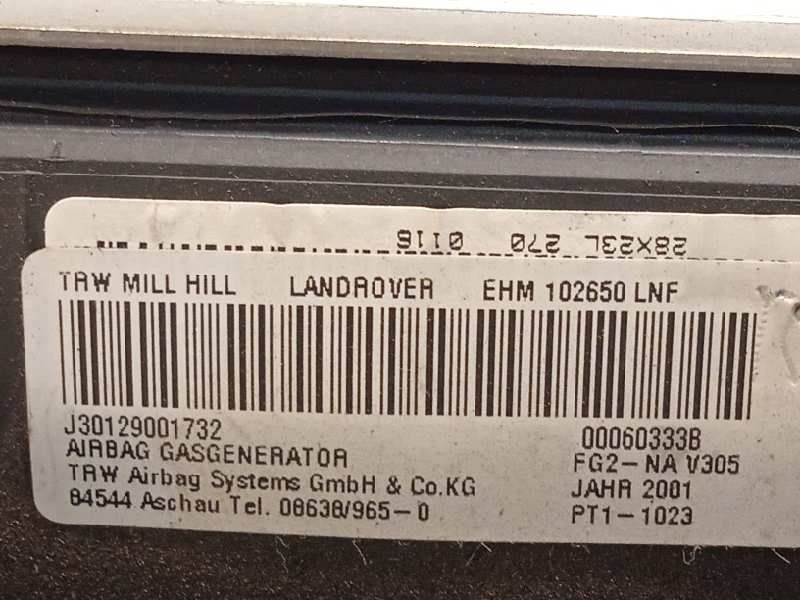 28X23L 270 011S
TRW MILL HILL LANDROVER EHM 102650 LNF
J30129001732 00060333B
AIRBAG GASGENERATOR FG2-NA V305
TRW Airbag Systems GmbH & Co.KG JAHR 2001
84544 Aschau Tel. 08638/965-0 PT1-1023